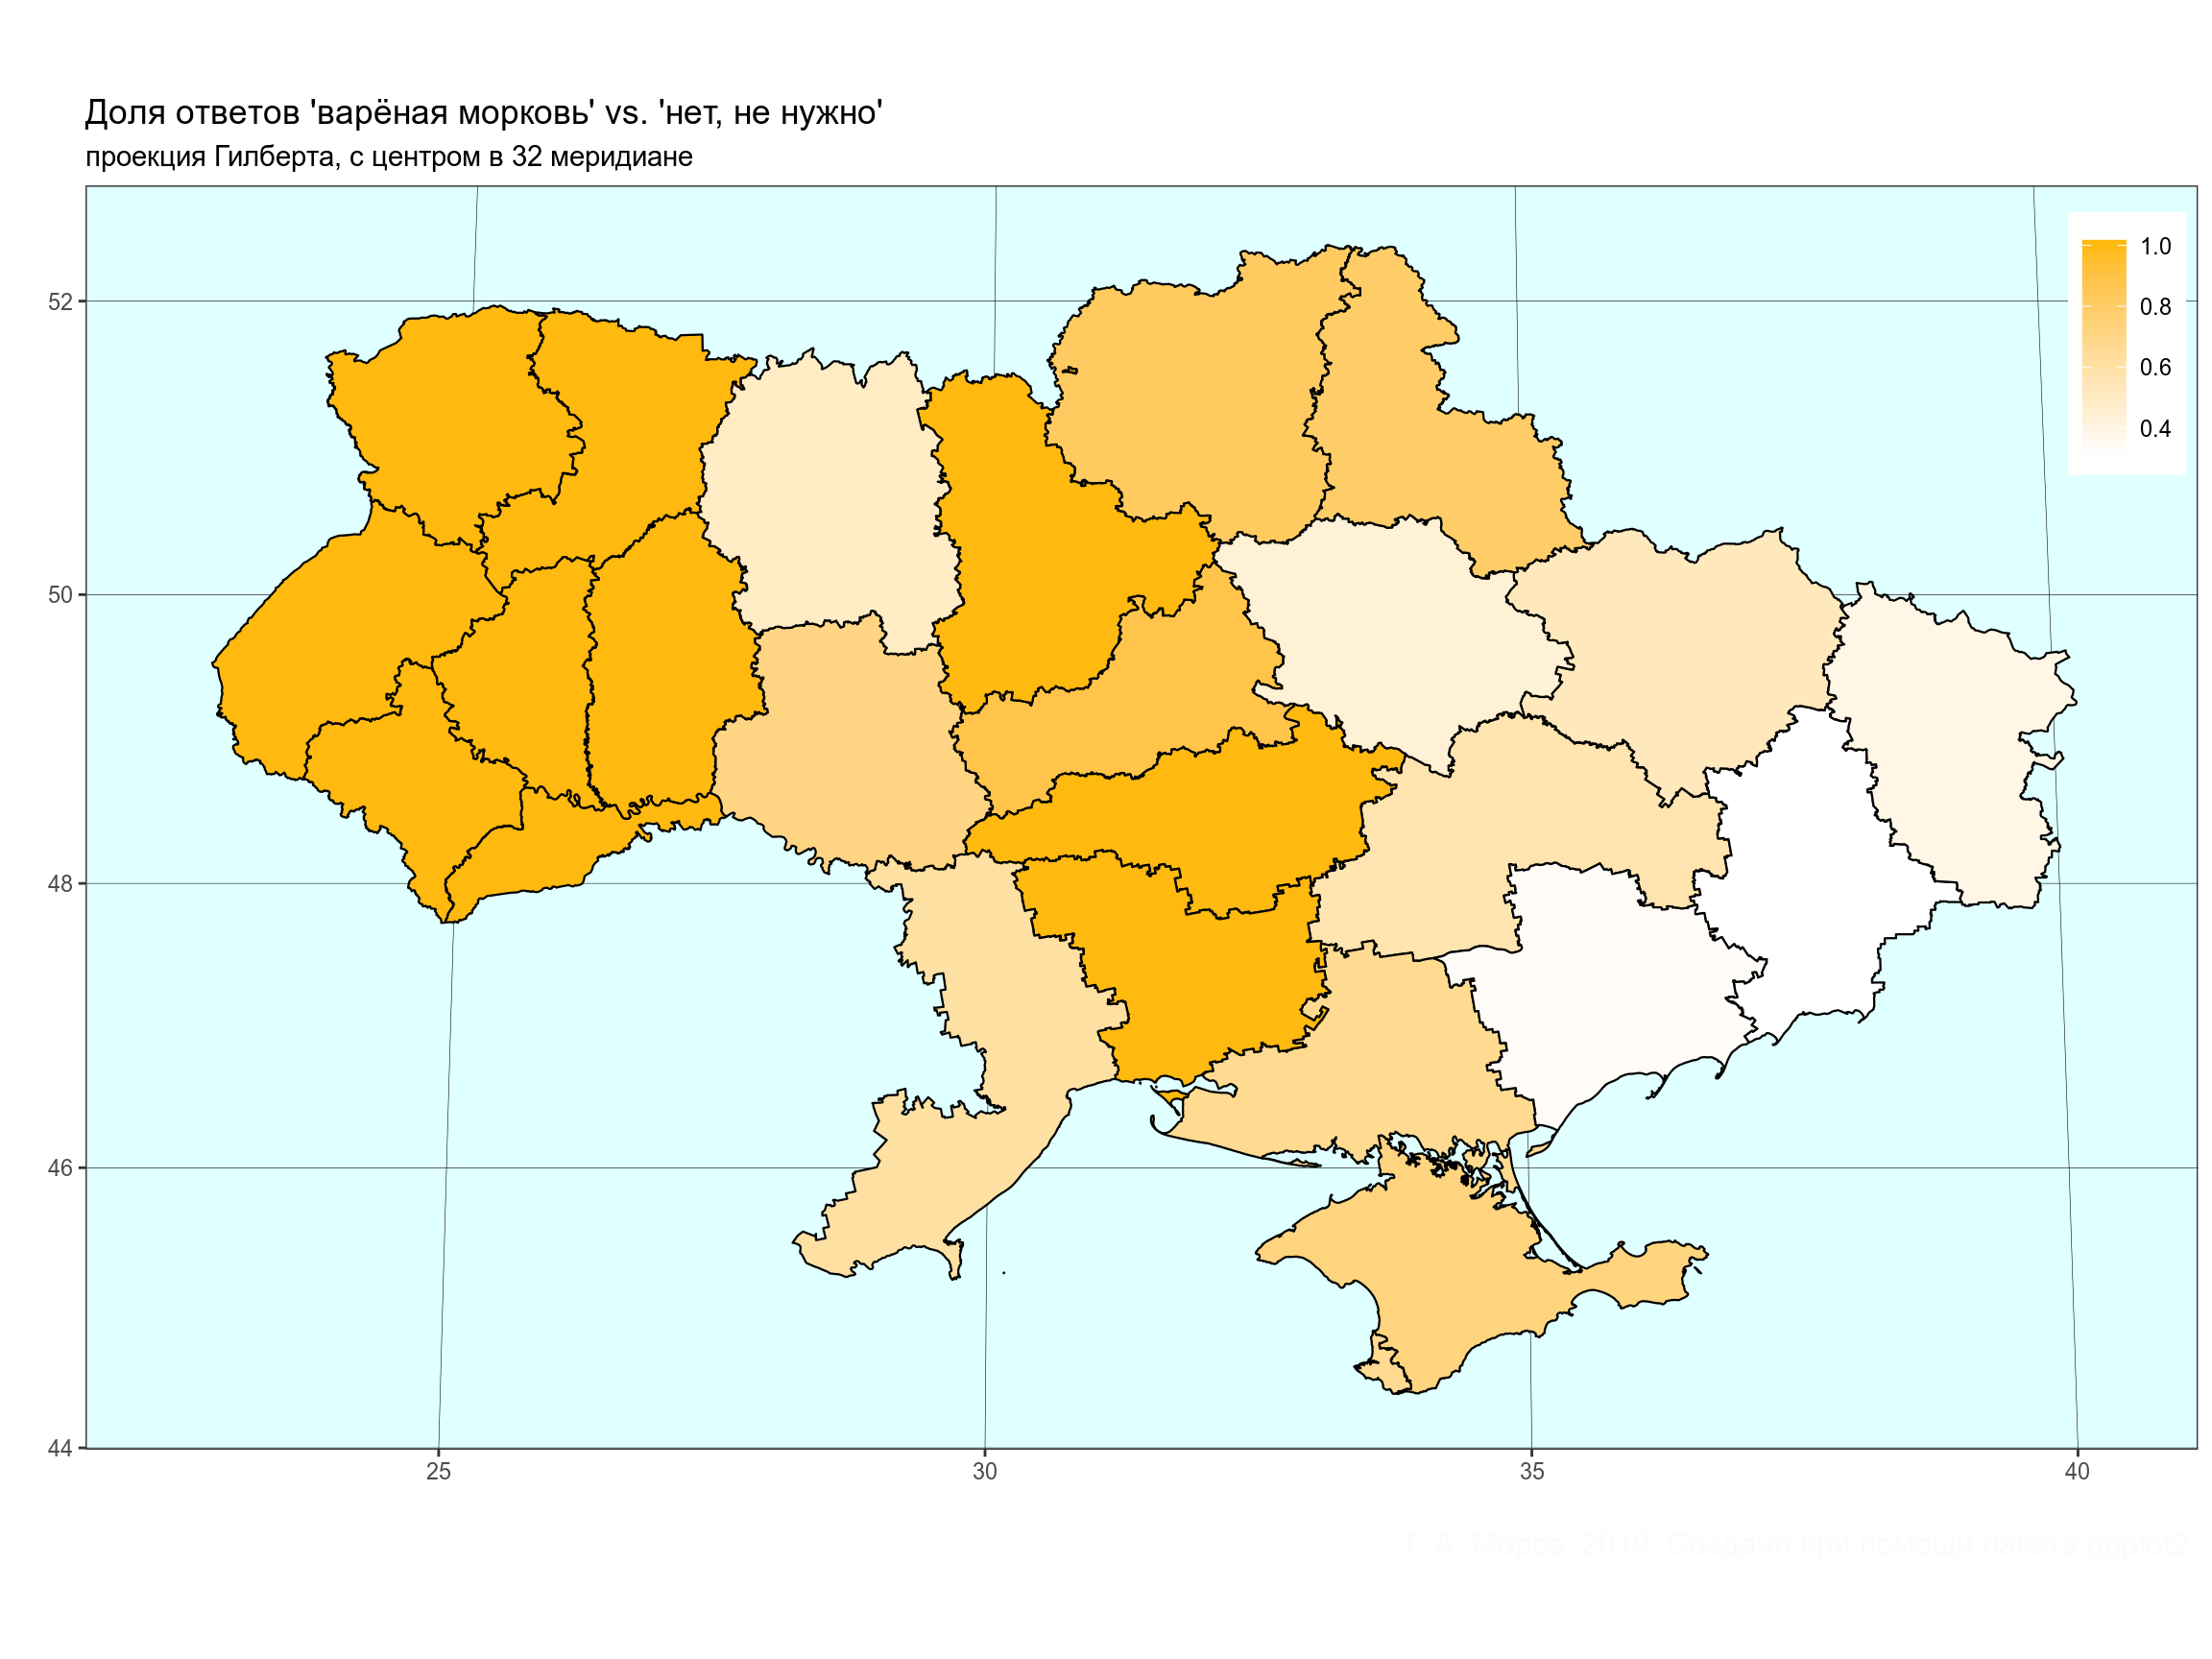 Доля ответов 'варёная морковь' vs. 'нет, не нужно'
проекция Гилберта, с центром в 32 меридиане
1.0
0.8
0.6
0.4
52
50
48
46
44
25 30 35 40
Г. А. Мороз, 2019. Создано при помощи пакета ggplot2.